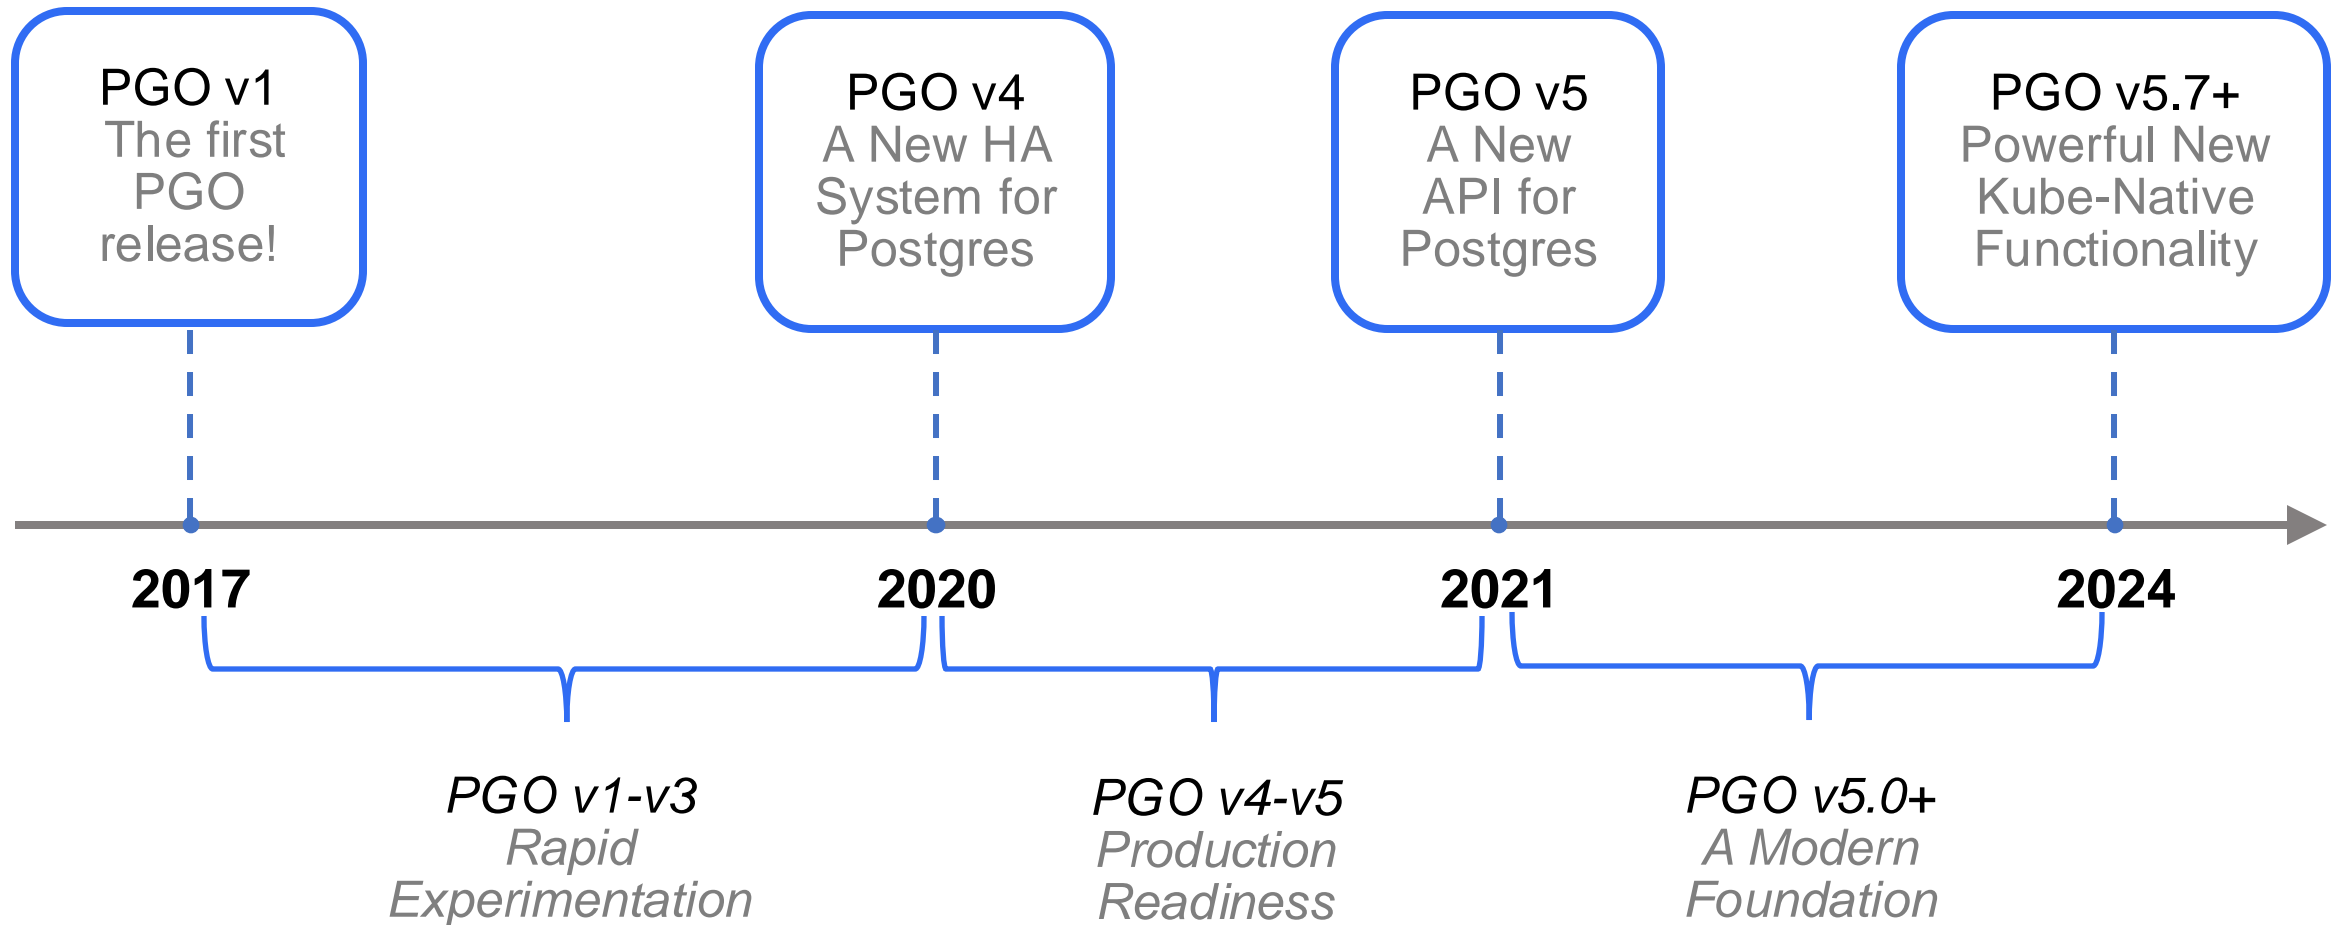 PGO v1
The first
PGO
release!
PGO v4
A New HA
System for
Postgres
PGO v5
A New
API for
Postgres
PGO v5.7+
Powerful New
Kube-Native
Functionality
2017
2020
2021
2024
PGO v1-v3
Rapid
Experimentation
PGO v4-v5
Production
Readiness
PGO v5.0+
A Modern
Foundation